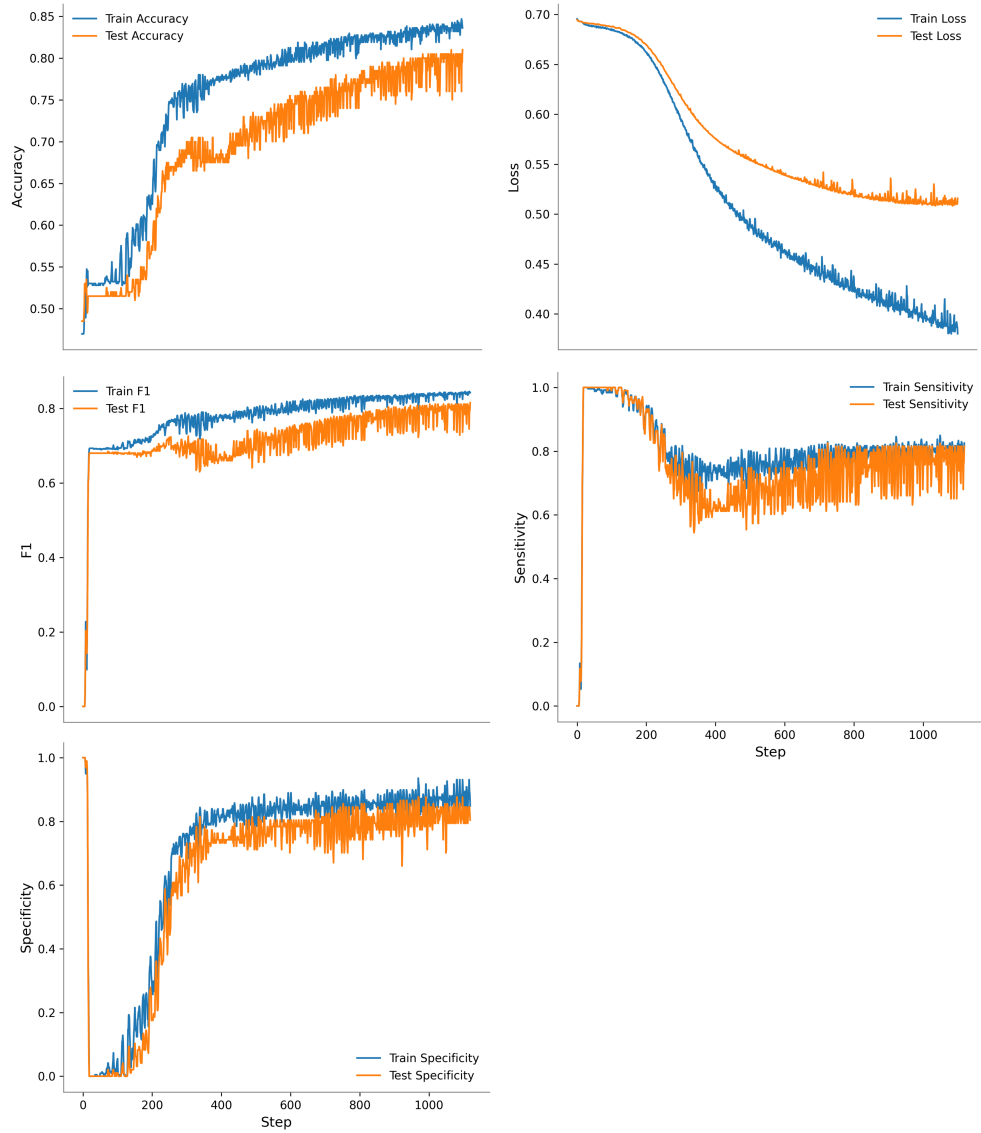 Train Accuracy
Test Accuracy
0.85
0.80
0.75
0.70
0.65
0.60
0.55
0.50
Accuracy
Train Loss
Test Loss
0.70
0.65
0.60
0.55
0.50
0.45
0.40
Loss
Train F1
Test F1
0.8
0.6
0.4
0.2
0.0
F1
Train Sensitivity
Test Sensitivity
1.0
0.8
0.6
0.4
0.2
0.0
Sensitivity
0 200 400 600 800 1000
Step
1.0
0.8
0.6
0.4
0.2
0.0
Specificity
Train Specificity
Test Specificity
0 200 400 600 800 1000
Step